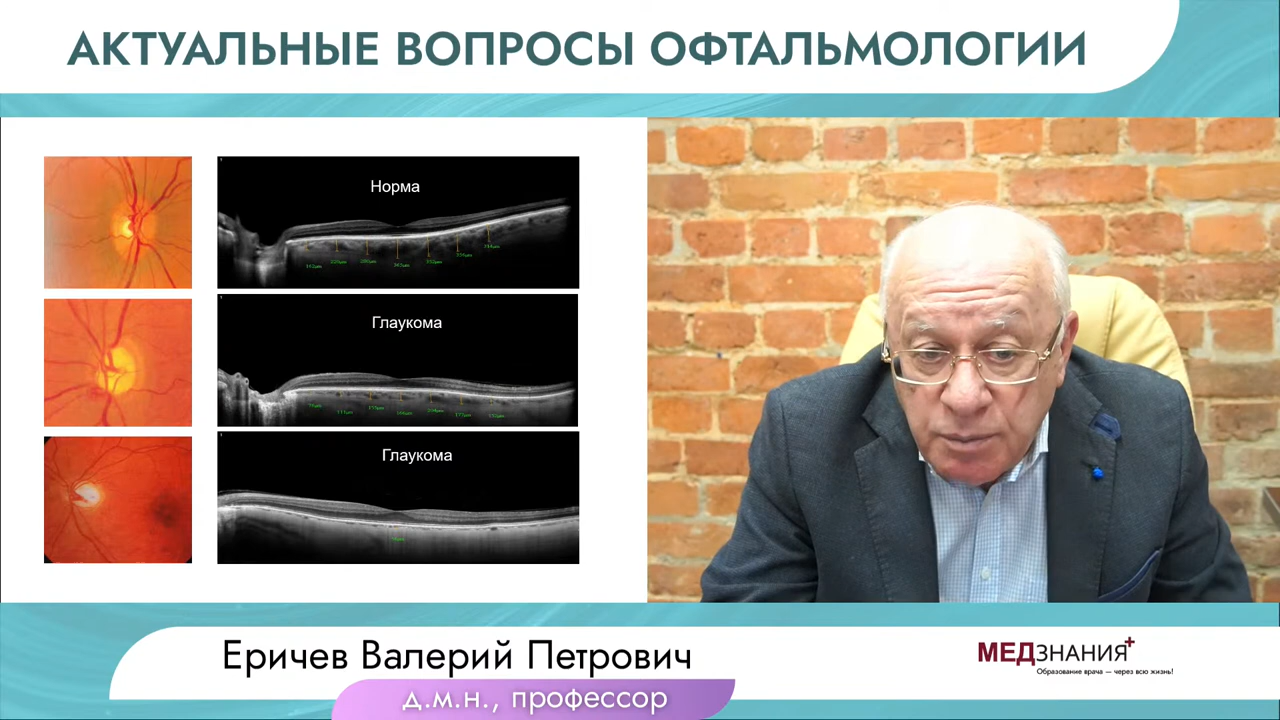 АКТУАЛЬНЫЕ ВОПРОСЫ ОФТАЛЬМОЛОГИИ
Норма
Глаукома
Глаукома
Еричев Валерий Петрович
д.м.н., профессор
МЕДЗНАНИЯ+
Образование врача — через всю жизнь!